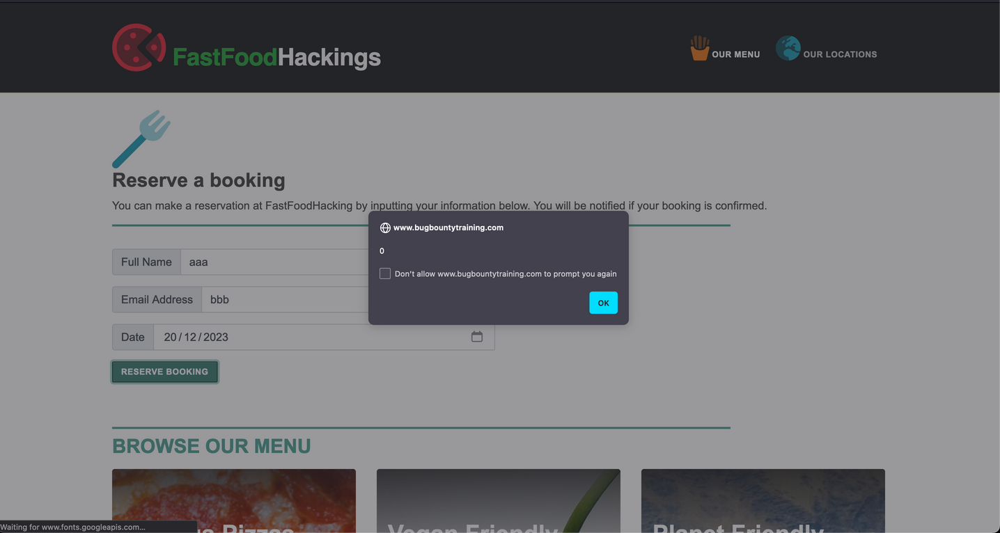 FastFoodHackings
OUR MENU
OUR LOCATIONS
Reserve a booking
You can make a reservation at FastFoodHacking by inputting your information below. You will be notified if your booking is confirmed.
www.bugbountytraining.com
0
Don't allow www.bugbountytraining.com to prompt you again
OK
Full Name
aaa
Email Address
bbb
Date
20/12/2023
RESERVE BOOKING
BROWSE OUR MENU
Pizzas
Vegan Friendly
Planet Friendly
Waiting for www.fonts.googleapis.com...